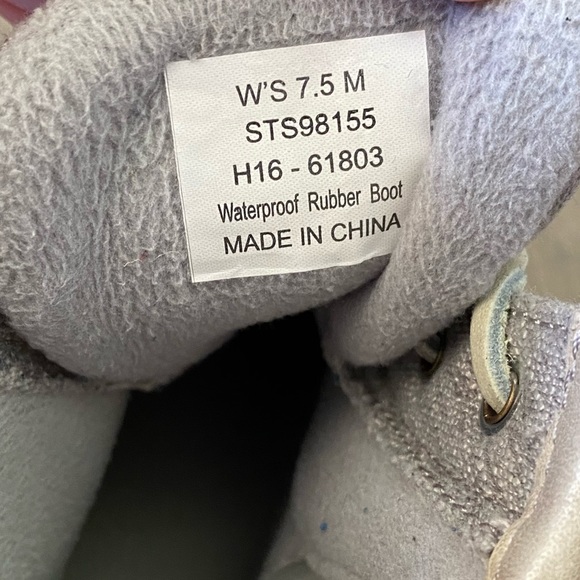 W'S 7.5 M
STS98155
H16 - 61803
Waterproof Rubber Boot
MADE IN CHINA